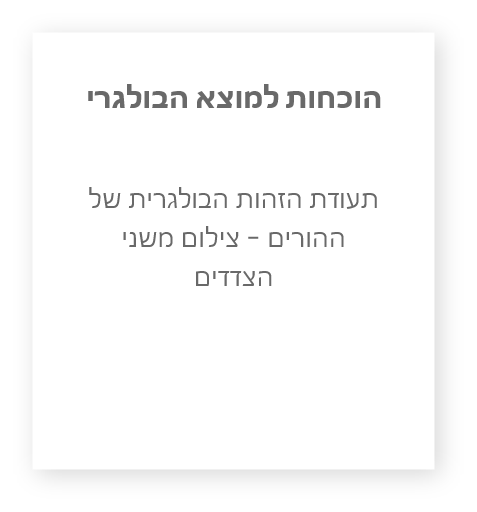 הוכחות למוצא הבולגרי
תעודת הזהות הבולגרית של
ההורים - צילום משני
הצדדים